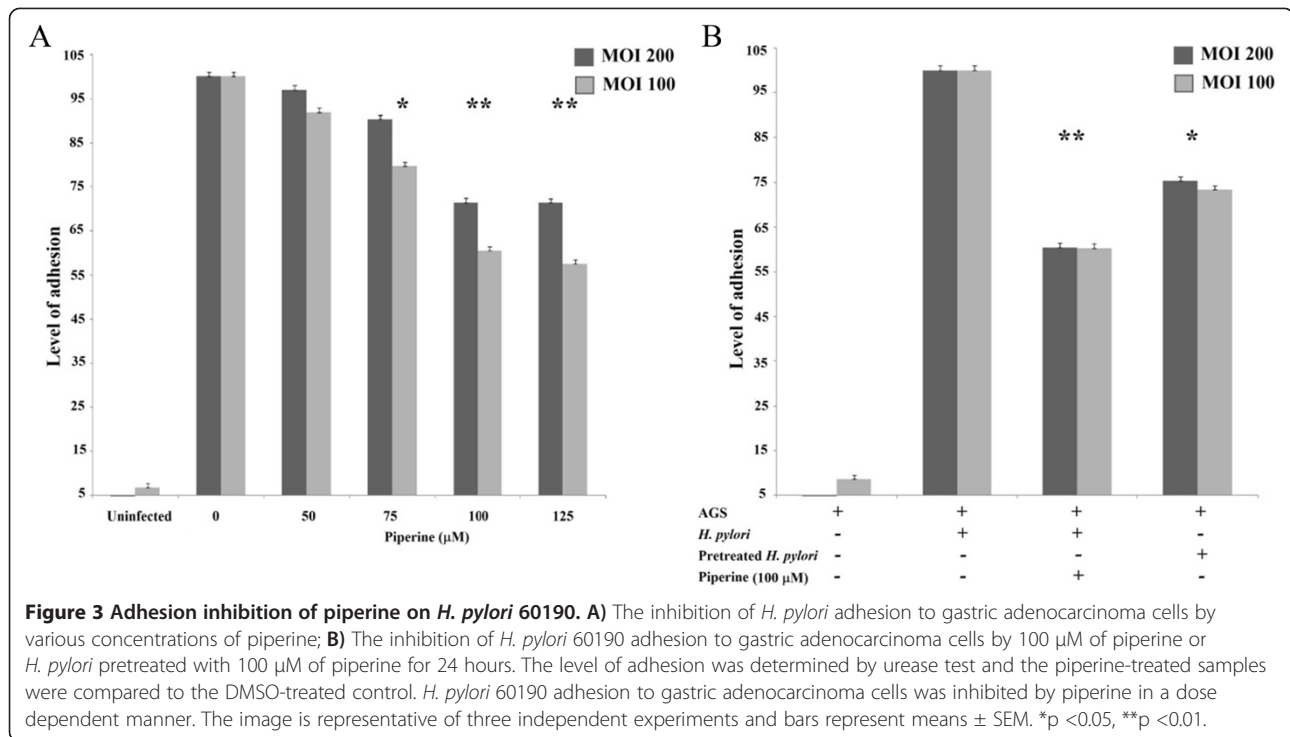 A
105
95
85
75
65
55
45
35
25
15
5
Level of adhesion
MOI 200
MOI 100
* ** **
Uninfected 0 50 75 100 125
Piperine (μM)
B
105
95
85
75
65
55
45
35
25
15
5
Level of adhesion
MOI 200
MOI 100
** *
AGS + + + +
H. pylori - + + -
Pretreated H. pylori - - - +
Piperine (100 μM) - - + -
Figure 3 Adhesion inhibition of piperine on H. pylori 60190. A) The inhibition of H. pylori adhesion to gastric adenocarcinoma cells by
various concentrations of piperine; B) The inhibition of H. pylori 60190 adhesion to gastric adenocarcinoma cells by 100 μM of piperine or
H. pylori pretreated with 100 μM of piperine for 24 hours. The level of adhesion was determined by urease test and the piperine-treated samples
were compared to the DMSO-treated control. H. pylori 60190 adhesion to gastric adenocarcinoma cells was inhibited by piperine in a dose
dependent manner. The image is representative of three independent experiments and bars represent means ± SEM. *p <0.05, **p <0.01.